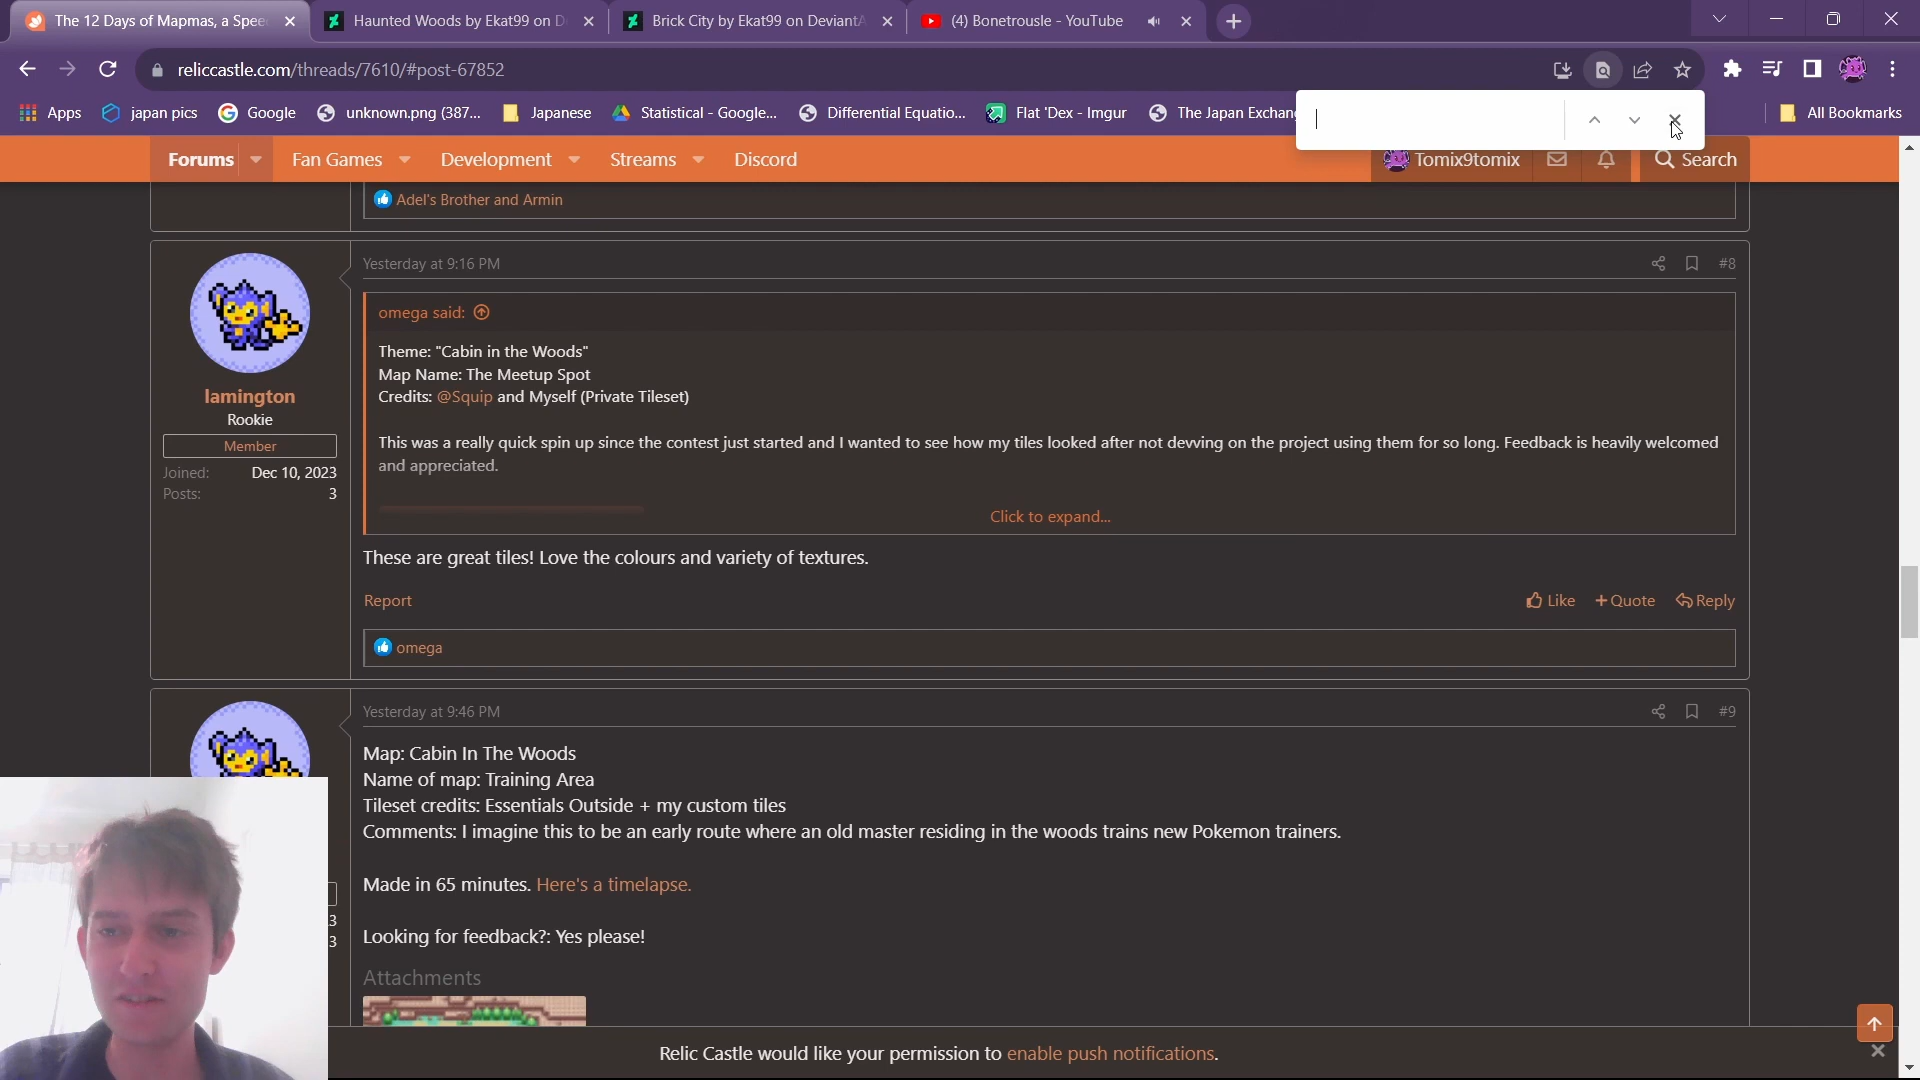 The 12 Days of Mapmas, a Spee
Haunted Woods by Ekat99 on D
Brick City by Ekat99 on DeviantA
(4) Bonetrousle - YouTube
reliccastle.com/threads/7610/#post-67852
Apps
japan pics
Google
unknown.png (387...
Japanese
Statistical - Google...
Differential Equatio...
Flat 'Dex - Imgur
The Japan Exchan
All Bookmarks
Forums
Fan Games
Development
Streams
Discord
Tomix9tomix
Search
Adel's Brother and Armin
Yesterday at 9:16 PM
#8
lamington
Rookie
Member
Joined: Dec 10, 2023
Posts: 3
omega said:
Theme: "Cabin in the Woods"
Map Name: The Meetup Spot
Credits: @Squip and Myself (Private Tileset)
This was a really quick spin up since the contest just started and I wanted to see how my tiles looked after not devving on the project using them for so long. Feedback is heavily welcomed
and appreciated.
Click to expand...
These are great tiles! Love the colours and variety of textures.
Report
Like
+Quote
Reply
omega
Yesterday at 9:46 PM
#9
3
3
Map: Cabin In The Woods
Name of map: Training Area
Tileset credits: Essentials Outside + my custom tiles
Comments: I imagine this to be an early route where an old master residing in the woods trains new Pokemon trainers.
Made in 65 minutes. Here's a timelapse.
Looking for feedback?: Yes please!
Attachments
Relic Castle would like your permission to enable push notifications.